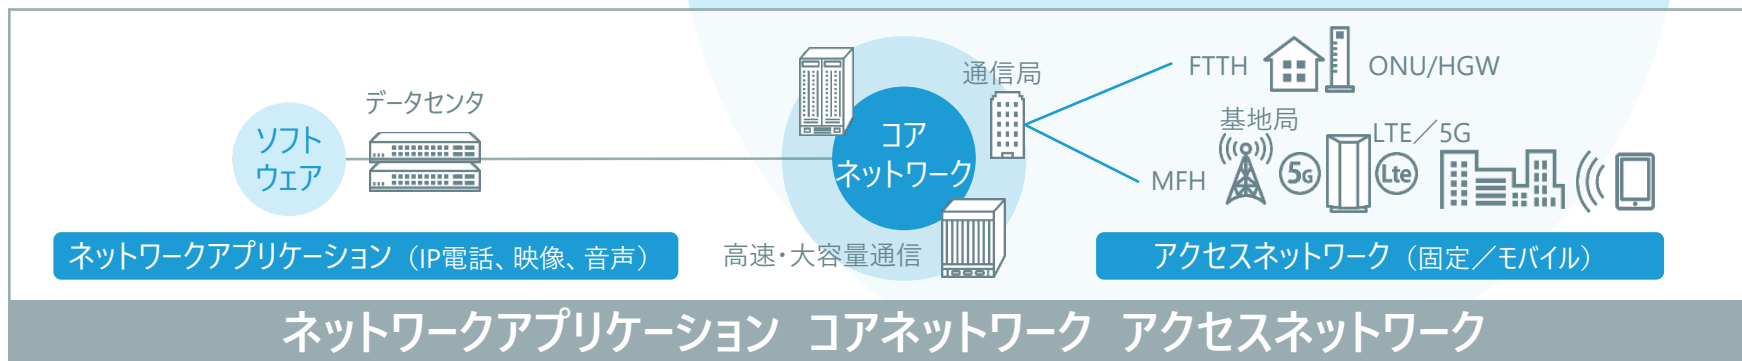 ソフト
ウェア
データセンタ
コア
ネットワーク
高速・大容量通信
通信局
FTTH
ONU/HGW
基地局
LTE／5G
MFH
5G
Lte
ネットワークアプリケーション（IP電話、映像、音声）
アクセスネットワーク（固定／モバイル）
ネットワークアプリケーション　コアネットワーク　アクセスネットワーク